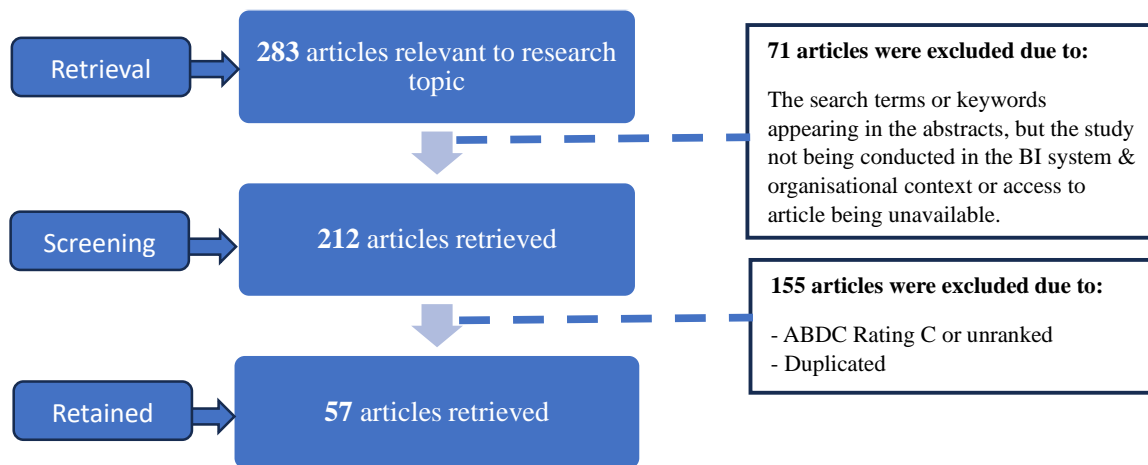 Retrieval
283 articles relevant to research
topic
71 articles were excluded due to:
The search terms or keywords
appearing in the abstracts, but the study
not being conducted in the BI system &
organisational context or access to
article being unavailable.
Screening
212 articles retrieved
155 articles were excluded due to:
- ABDC Rating C or unranked
- Duplicated
Retained
57 articles retrieved